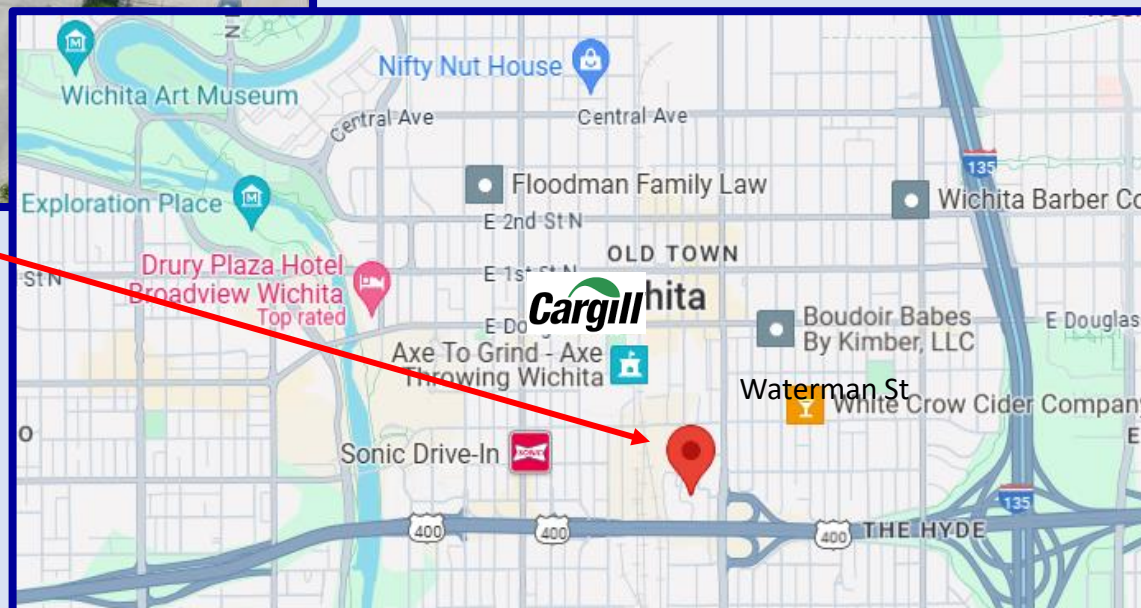 N
Nifty Nut House
Wichita Art Museum
Central Ave
Central Ave
135
Floodman Family Law
Wichita Barber Co
Exploration Place
E 2nd St N
OLD TOWN
Drury Plaza Hotel
Broadview Wichita
Top rated
St N
E 1st St N
Cargill
hita
E Do
Boudoir Babes
By Kimber, LLC
E Douglas
Axe To Grind - Axe
Throwing Wichita
Waterman St
White Crow Cider Company
E
Sonic Drive-In
SONIC
135
400
400
400
THE HYDE